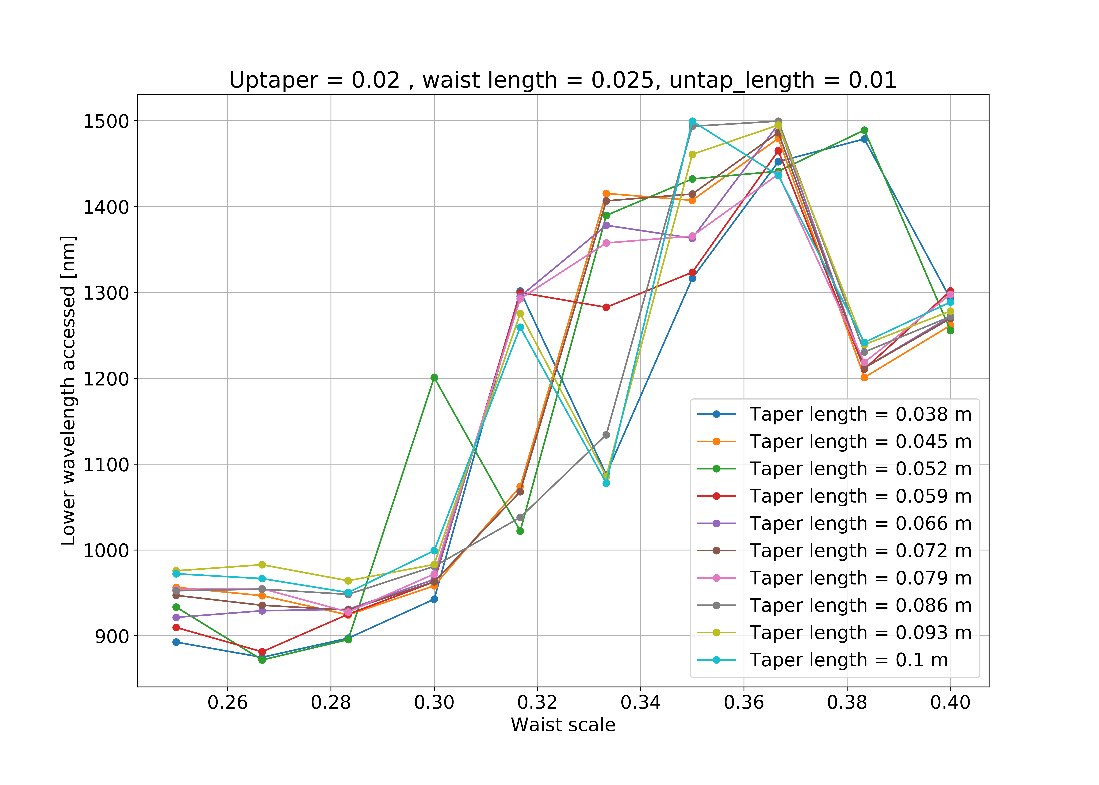 Uptaper = 0.02 , waist length = 0.025, untap_length = 0.01
Lower wavelength accessed [nm]
1500
1400
1300
1200
1100
1000
900
Taper length = 0.038 m
Taper length = 0.045 m
Taper length = 0.052 m
Taper length = 0.059 m
Taper length = 0.066 m
Taper length = 0.072 m
Taper length = 0.079 m
Taper length = 0.086 m
Taper length = 0.093 m
Taper length = 0.1 m
0.26 0.28 0.30 0.32 0.34 0.36 0.38 0.40
Waist scale